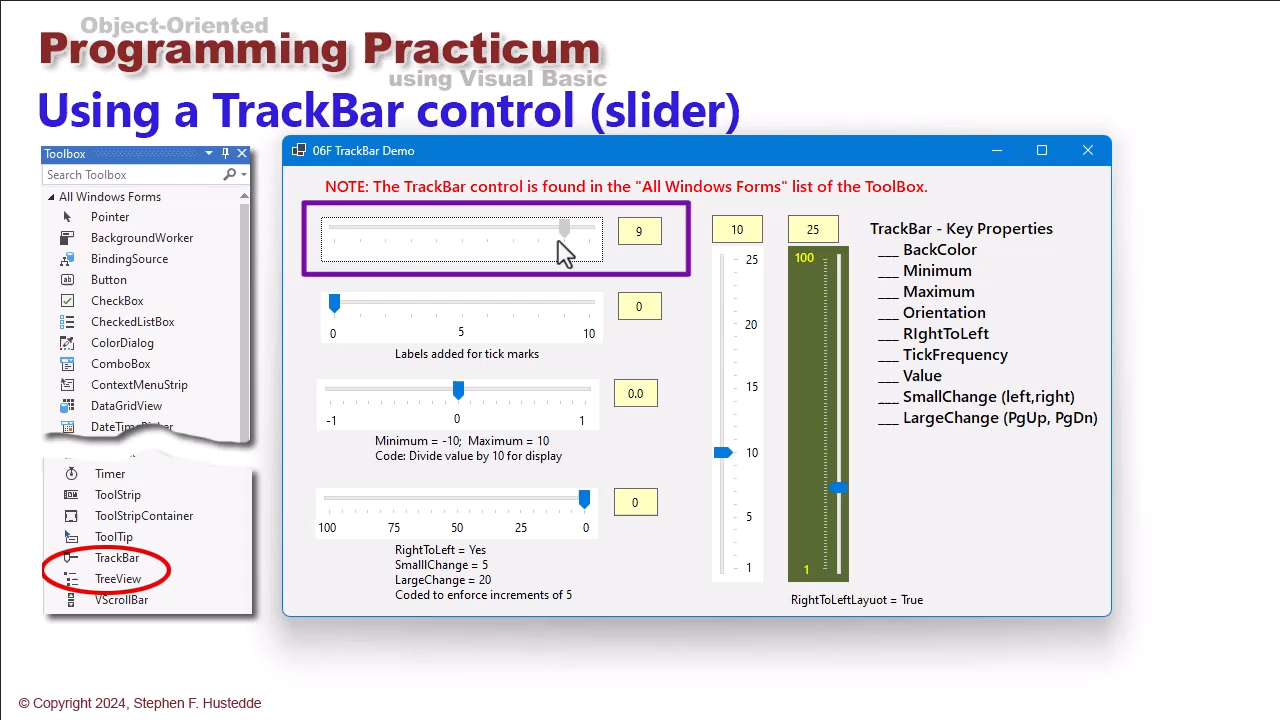 Object-Oriented
Programming Practicum
using Visual Basic
Using a TrackBar control (slider)
Toolbox
Search Toolbox
All Windows Forms
Pointer
BackgroundWorker
BindingSource
Button
CheckBox
CheckedListBox
ColorDialog
ComboBox
ContextMenuStrip
DataGridView
Timer
ToolStrip
ToolStripContainer
ToolTip
TrackBar
TreeView
VScrollBar
06F TrackBar Demo
NOTE: The TrackBar control is found in the "All Windows Forms" list of the ToolBox.
9
0
0 5 10
Labels added for tick marks
0.0
-1 0 1
Minimum = -10; Maximum = 10
Code: Divide value by 10 for display
0
100 75 50 25 0
RightToLeft = Yes
SmalllChange = 5
LargeChange = 20
Coded to enforce increments of 5
10
25
20
15
10
5
1
25
100
1
RightToLeftLayuot = True
TrackBar - Key Properties
___ BackColor
___ Minimum
___ Maximum
___ Orientation
___ RIghtToLeft
___ TickFrequency
___ Value
___ SmallChange (left,right)
___ LargeChange (PgUp, PgDn)
© Copyright 2024, Stephen F. Hustedde